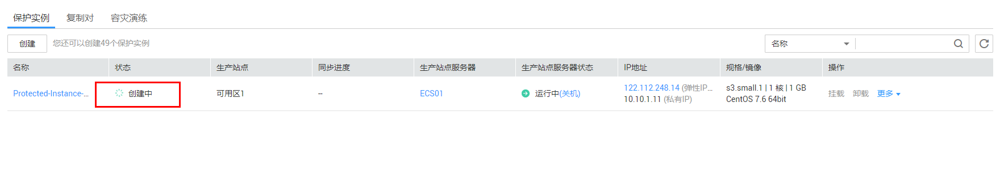 保护实例 复制对 容灾演练
创建 您还可以创建49个保护实例 名称
名称 状态 生产站点 同步进度 生产站点服务器 生产站点服务器状态 IP地址 规格/镜像 操作
Protected-Instance-... 创建中 可用区1 -- ECS01 运行中(关机) 122.112.248.14 (弹性IP... s3.small.1 | 1 核 | 1 GB 挂载 卸载 更多
10.10.1.11 (私有IP) CentOS 7.6 64bit